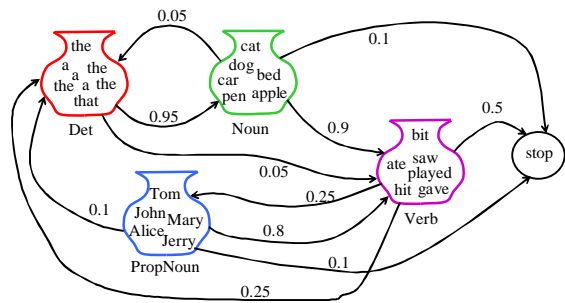 0.05
0.1
the
a the
a
the a the
that
Det
0.95
cat
dog
car bed
pen apple
Noun
0.9
0.5
bit
ate saw
played
hit gave
Verb
stop
0.05
0.25
Tom
John Mary
Alice
Jerry
PropNoun
0.1
0.8
0.1
0.25